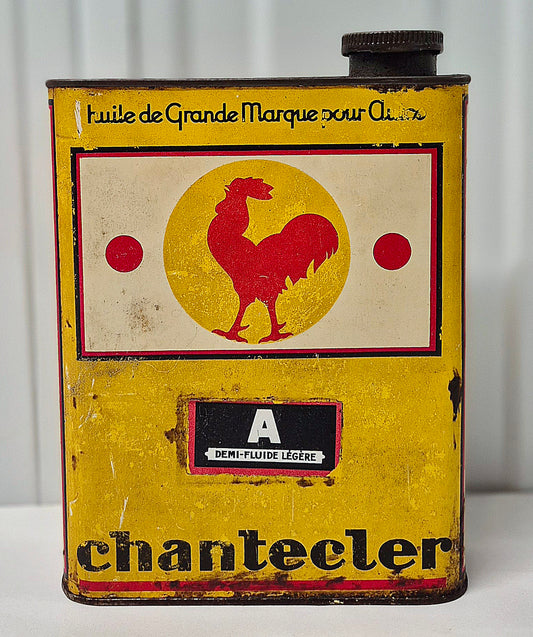 Huile de Grande Marque pour Autos
A
DEMI-FLUIDE LÉGÈRE
chantecler